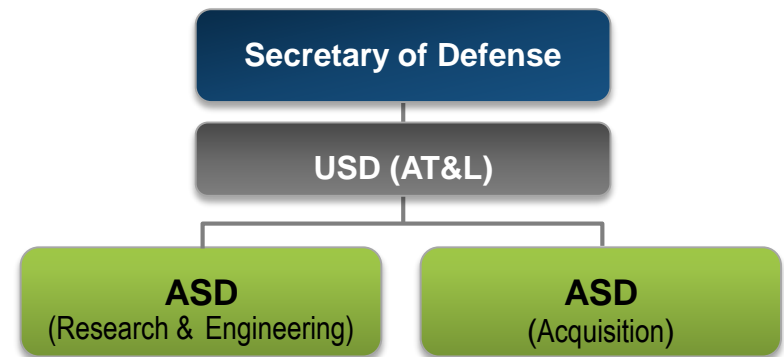 Secretary of Defense
USD (AT&L)
ASD
(Research & Engineering)
ASD
(Acquisition)